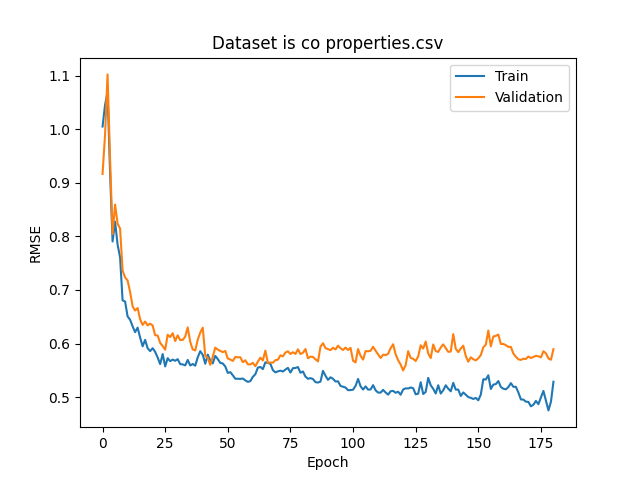 Dataset is co properties.csv
Train
Validation
RMSE
1.1
1.0
0.9
0.8
0.7
0.6
0.5
0 25 50 75 100 125 150 175
Epoch